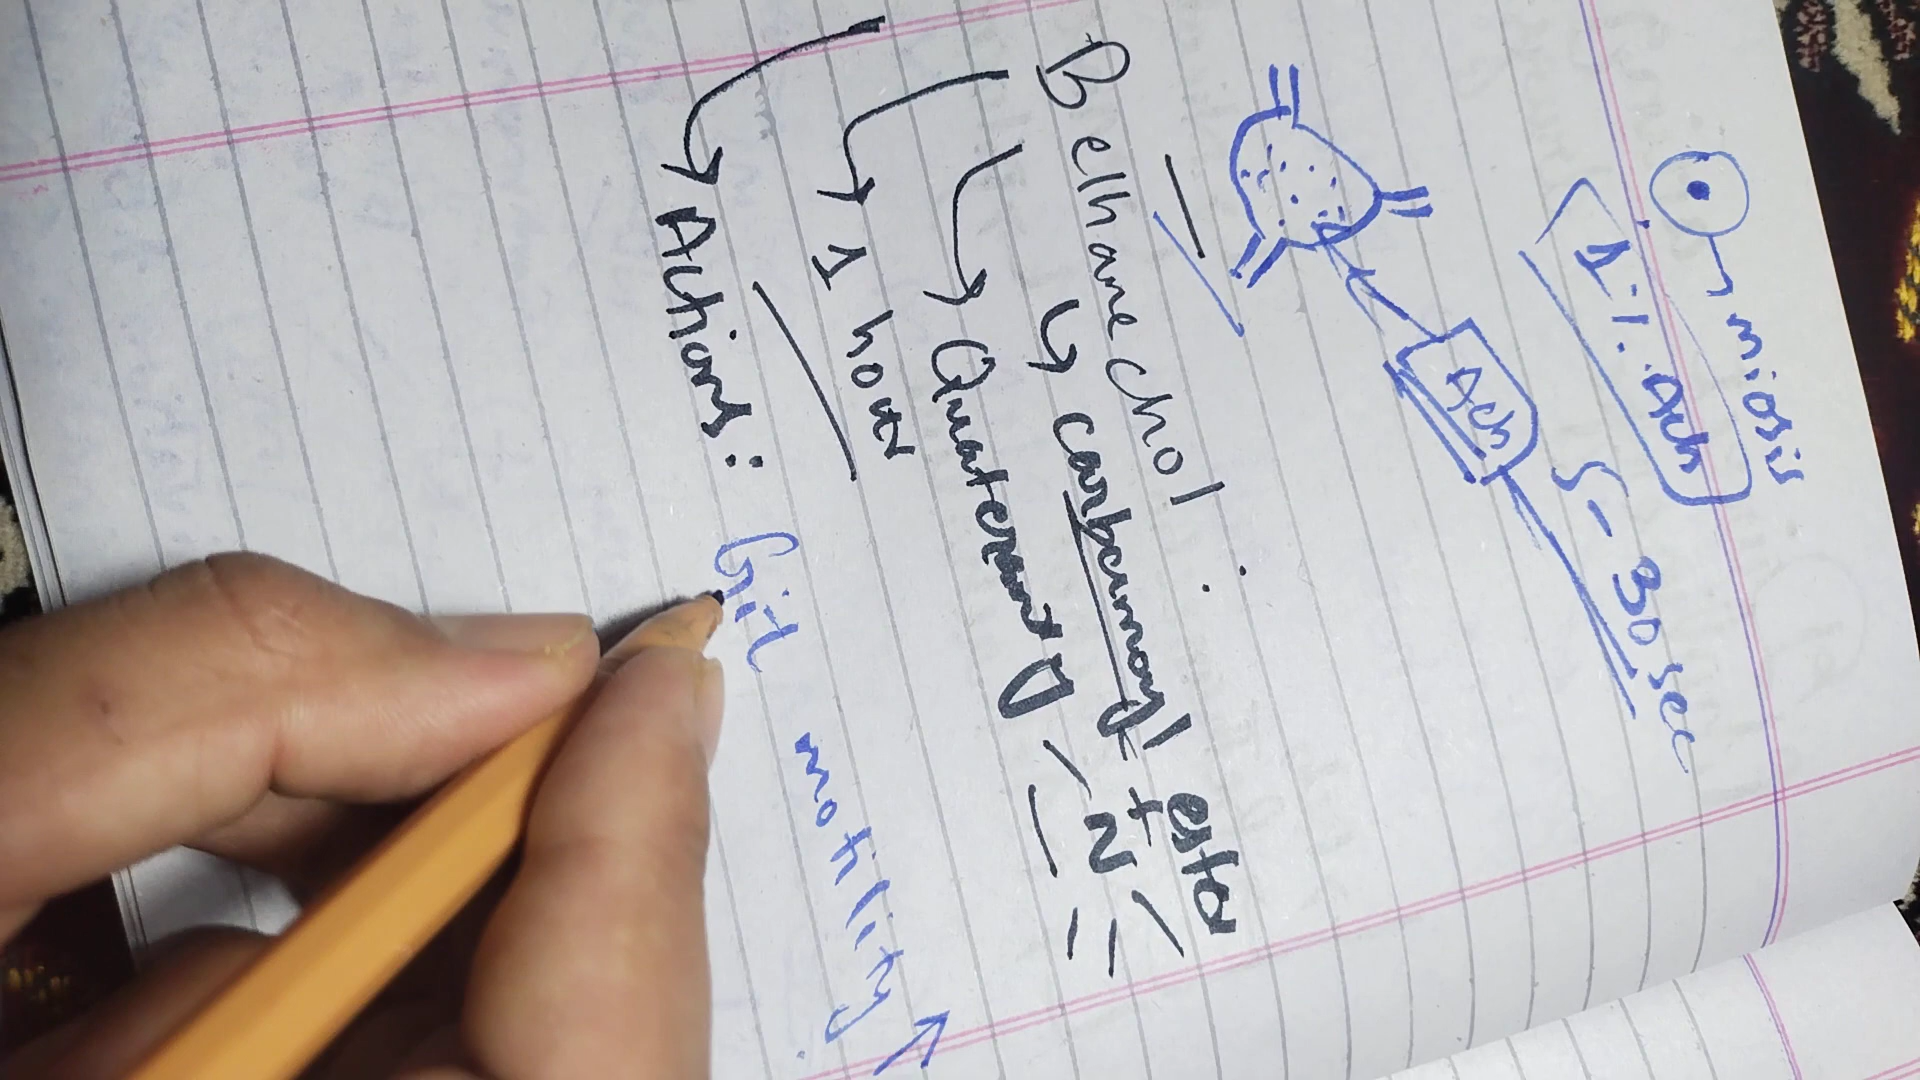 miosis
1%. Ach
Ach 5-30 sec
Bethanechol
carbamoyl ester
Quaternary - N
1 hour
Actions: Git motility ↑